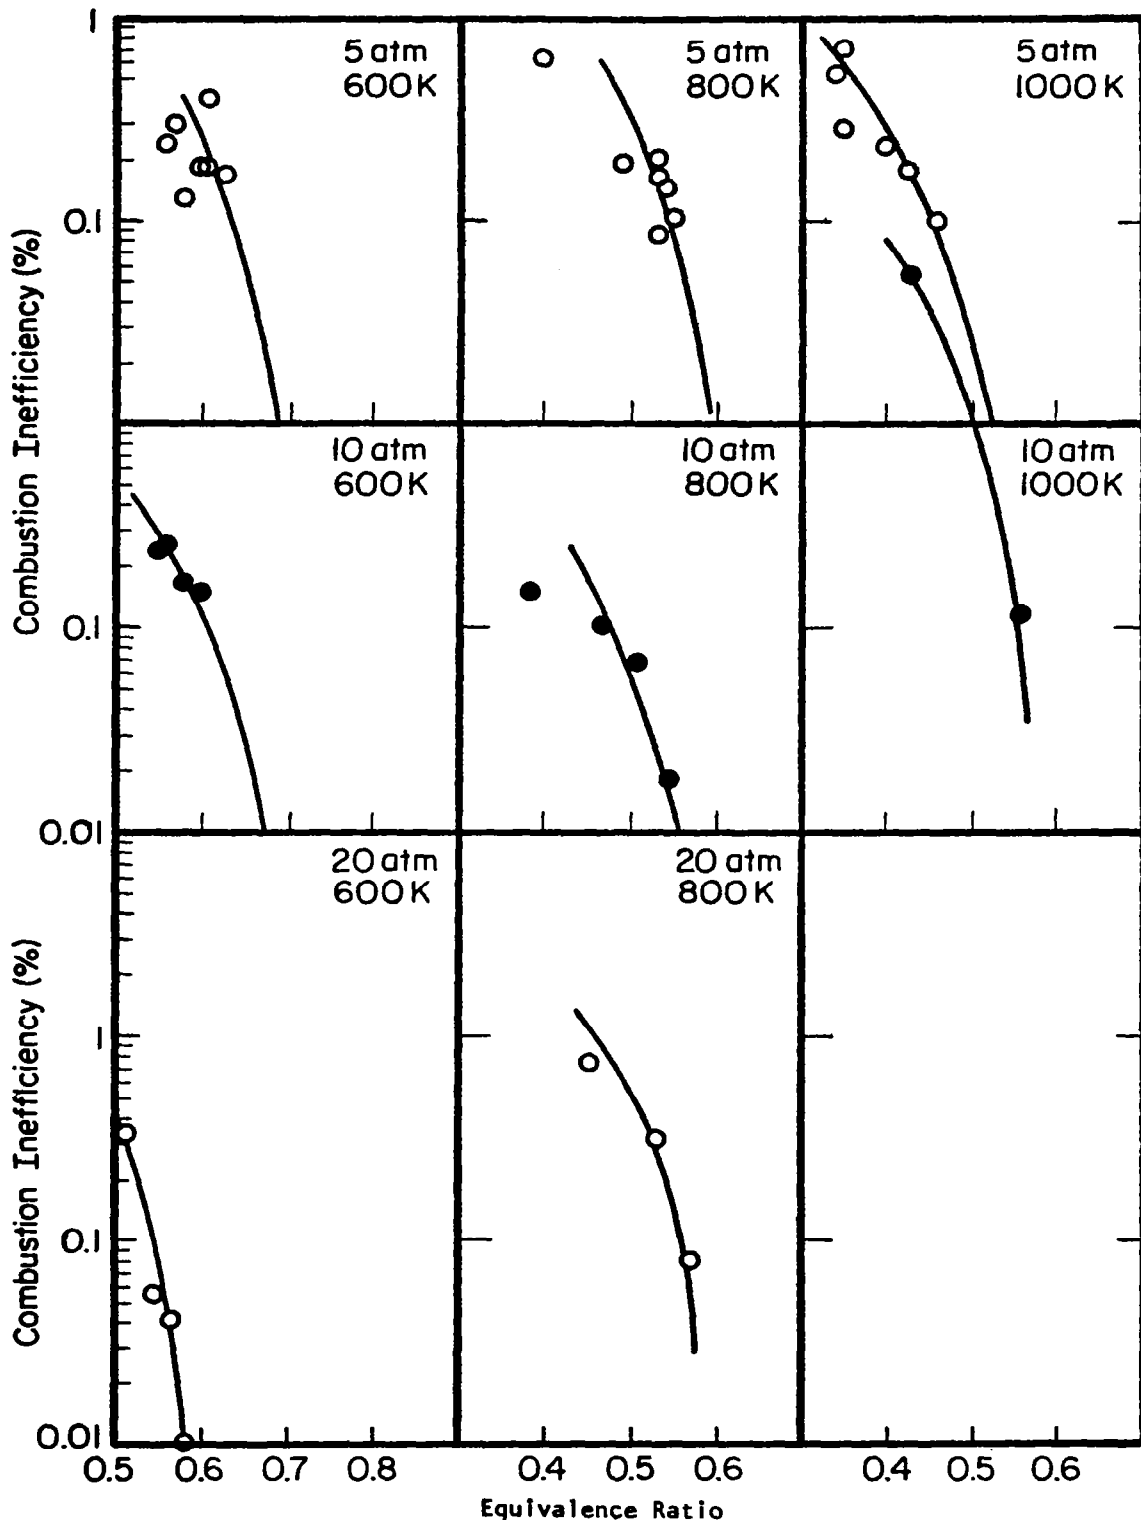 1
5 atm
600K
5 atm
800K
5 atm
1000K
0.1
Combustion Inefficiency (%)
10 atm
600K
10 atm
800K
10 atm
1000K
0.1
0.01
20 atm
600K
20 atm
800K
Combustion Inefficiency (%)
1
0.1
0.01
0.5 0.6 0.7 0.8 0.4 0.5 0.6 0.4 0.5 0.6
Equivalence Ratio